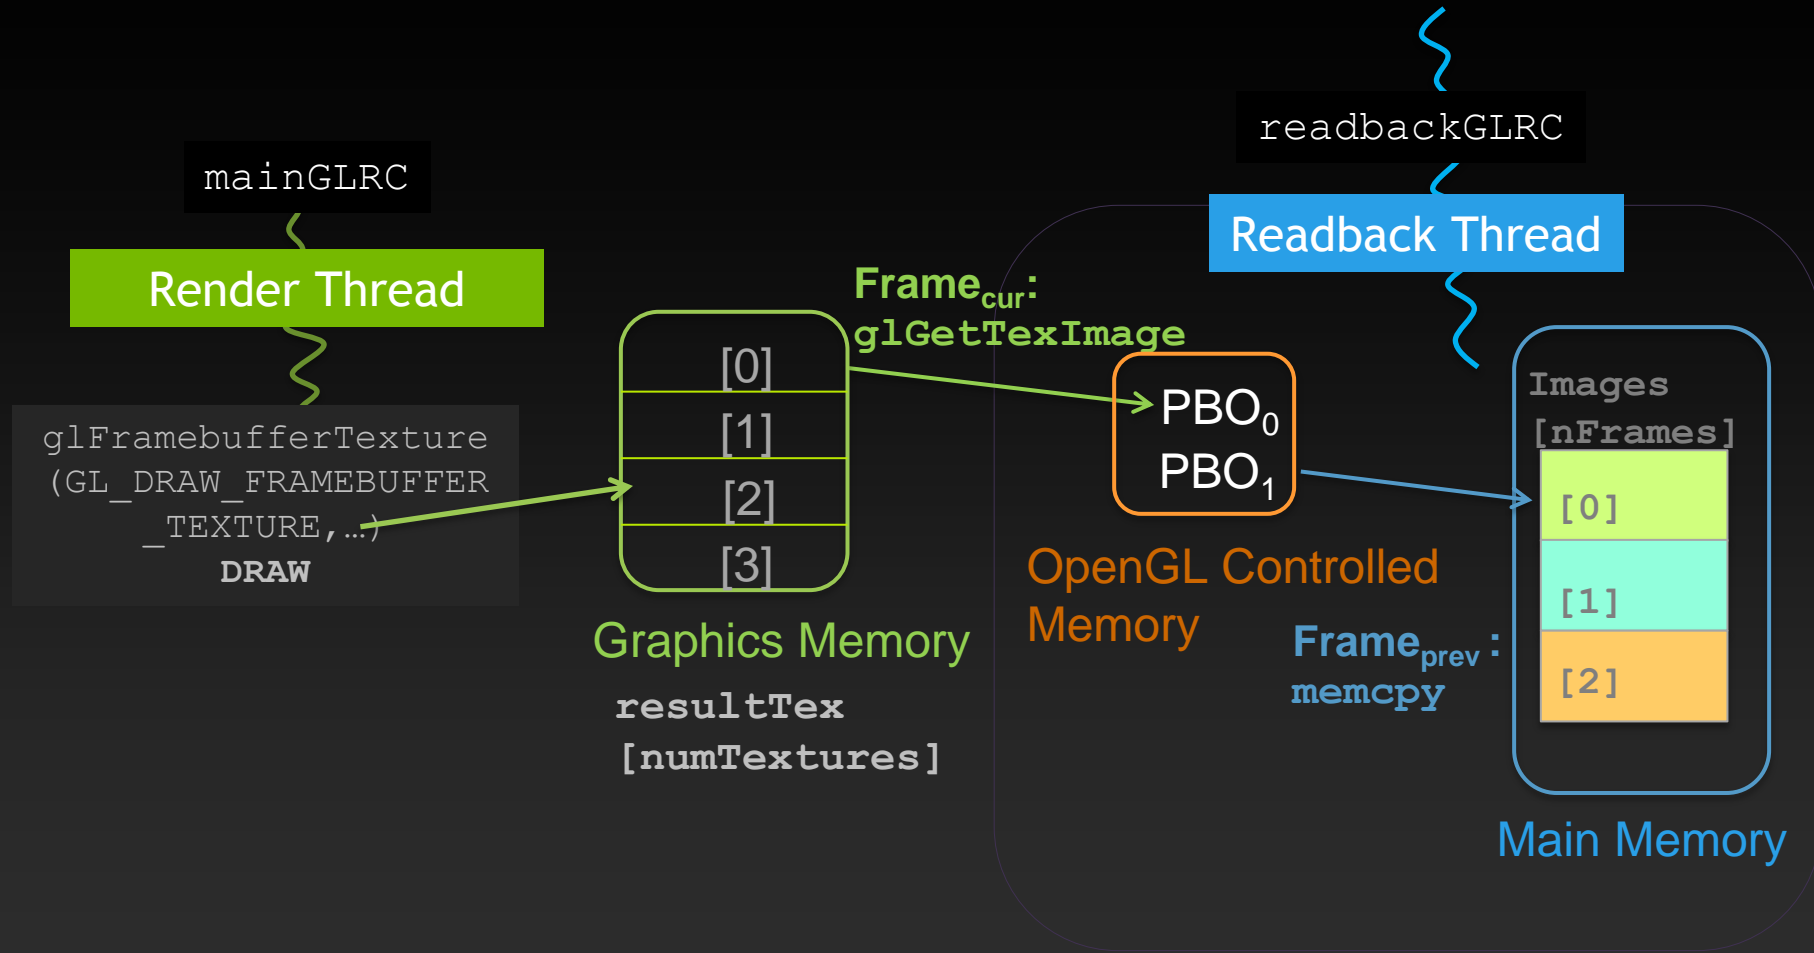 mainGLRC
Render Thread
glFramebufferTexture
(GL_DRAW_FRAMEBUFFER
_TEXTURE,…)
DRAW
[0]
[1]
[2]
[3]
Graphics Memory
resultTex
[numTextures]
Framecur:
glGetTexImage
readbackGLRC
Readback Thread
PBO0
PBO1
OpenGL Controlled
Memory
Frameprev :
memcpy
Images
[nFrames]
[0]
[1]
[2]
Main Memory